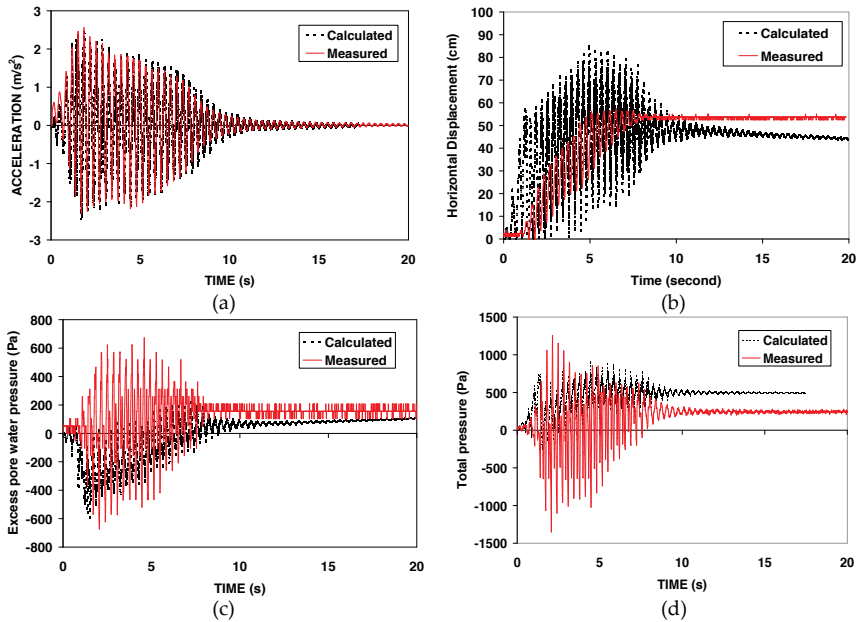 3
2
1
0
-1
-2
-3
ACCELERATION (m/s²)
Calculated
Measured
0 5 10 15 20
TIME (s)
(a)
100
90
80
70
60
50
40
30
20
10
0
Horizontal Displacement (cm)
Calculated
Measured
0 5 10 15 20
Time (second)
(b)
800
600
400
200
0
-200
-400
-600
-800
Excess pore water pressure (Pa)
Calculated
Measured
0 5 10 15 20
TIME (s)
(c)
1500
1000
500
0
-500
-1000
-1500
Total pressure (Pa)
Calculated
Measured
0 5 10 15 20
TIME (s)
(d)